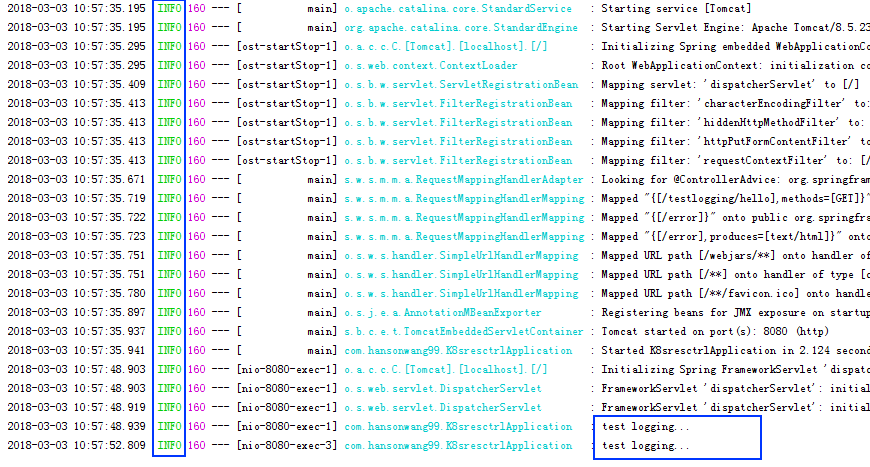 2018-03-03 10:57:35.195 INFO 160 --- [ main] o.apache.catalina.core.StandardService : Starting service [Tomcat]
2018-03-03 10:57:35.195 INFO 160 --- [ main] org.apache.catalina.core.StandardEngine : Starting Servlet Engine: Apache Tomcat/8.5.23
2018-03-03 10:57:35.295 INFO 160 --- [ost-startStop-1] o.a.c.c.C.[Tomcat].[localhost].[/] : Initializing Spring embedded WebApplicationCo
2018-03-03 10:57:35.295 INFO 160 --- [ost-startStop-1] o.s.web.context.ContextLoader : Root WebApplicationContext: initialization co
2018-03-03 10:57:35.409 INFO 160 --- [ost-startStop-1] o.s.b.w.servlet.ServletRegistrationBean : Mapping servlet: 'dispatcherServlet' to [/]
2018-03-03 10:57:35.413 INFO 160 --- [ost-startStop-1] o.s.b.w.servlet.FilterRegistrationBean : Mapping filter: 'characterEncodingFilter' to:
2018-03-03 10:57:35.413 INFO 160 --- [ost-startStop-1] o.s.b.w.servlet.FilterRegistrationBean : Mapping filter: 'hiddenHttpMethodFilter' to:
2018-03-03 10:57:35.413 INFO 160 --- [ost-startStop-1] o.s.b.w.servlet.FilterRegistrationBean : Mapping filter: 'httpPutFormContentFilter' to
2018-03-03 10:57:35.413 INFO 160 --- [ost-startStop-1] o.s.b.w.servlet.FilterRegistrationBean : Mapping filter: 'requestContextFilter' to: [/
2018-03-03 10:57:35.671 INFO 160 --- [ main] s.w.s.m.m.a.RequestMappingHandlerAdapter : Looking for @ControllerAdvice: org.springfram
2018-03-03 10:57:35.719 INFO 160 --- [ main] s.w.s.m.m.a.RequestMappingHandlerMapping : Mapped "{[/testlogging/hello],methods=[GET]}"
2018-03-03 10:57:35.722 INFO 160 --- [ main] s.w.s.m.m.a.RequestMappingHandlerMapping : Mapped "{[/error]}" onto public org.springfre
2018-03-03 10:57:35.723 INFO 160 --- [ main] s.w.s.m.m.a.RequestMappingHandlerMapping : Mapped "{[/error],produces=[text/html]}" onto
2018-03-03 10:57:35.751 INFO 160 --- [ main] o.s.w.s.handler.SimpleUrlHandlerMapping : Mapped URL path [/webjars/**] onto handler of
2018-03-03 10:57:35.751 INFO 160 --- [ main] o.s.w.s.handler.SimpleUrlHandlerMapping : Mapped URL path [/**] onto handler of type [c
2018-03-03 10:57:35.780 INFO 160 --- [ main] o.s.w.s.handler.SimpleUrlHandlerMapping : Mapped URL path [/**/favicon.ico] onto handle
2018-03-03 10:57:35.897 INFO 160 --- [ main] o.s.j.e.a.AnnotationMBeanExporter : Registering beans for JMX exposure on startup
2018-03-03 10:57:35.937 INFO 160 --- [ main] s.b.c.e.t.TomcatEmbeddedServletContainer : Tomcat started on port(s): 8080 (http)
2018-03-03 10:57:35.941 INFO 160 --- [ main] com.hansonwang99.K8sresctrlApplication : Started K8sresctrlApplication in 2.124 second
2018-03-03 10:57:48.903 INFO 160 --- [nio-8080-exec-1] o.a.c.c.C.[Tomcat].[localhost].[/] : Initializing Spring FrameworkServlet 'dispatc
2018-03-03 10:57:48.903 INFO 160 --- [nio-8080-exec-1] o.s.web.servlet.DispatcherServlet : FrameworkServlet 'dispatcherServlet': initial
2018-03-03 10:57:48.919 INFO 160 --- [nio-8080-exec-1] o.s.web.servlet.DispatcherServlet : FrameworkServlet 'dispatcherServlet': initial
2018-03-03 10:57:48.939 INFO 160 --- [nio-8080-exec-1] com.hansonwang99.K8sresctrlApplication : test logging...
2018-03-03 10:57:52.809 INFO 160 --- [nio-8080-exec-3] com.hansonwang99.K8sresctrlApplication : test logging...